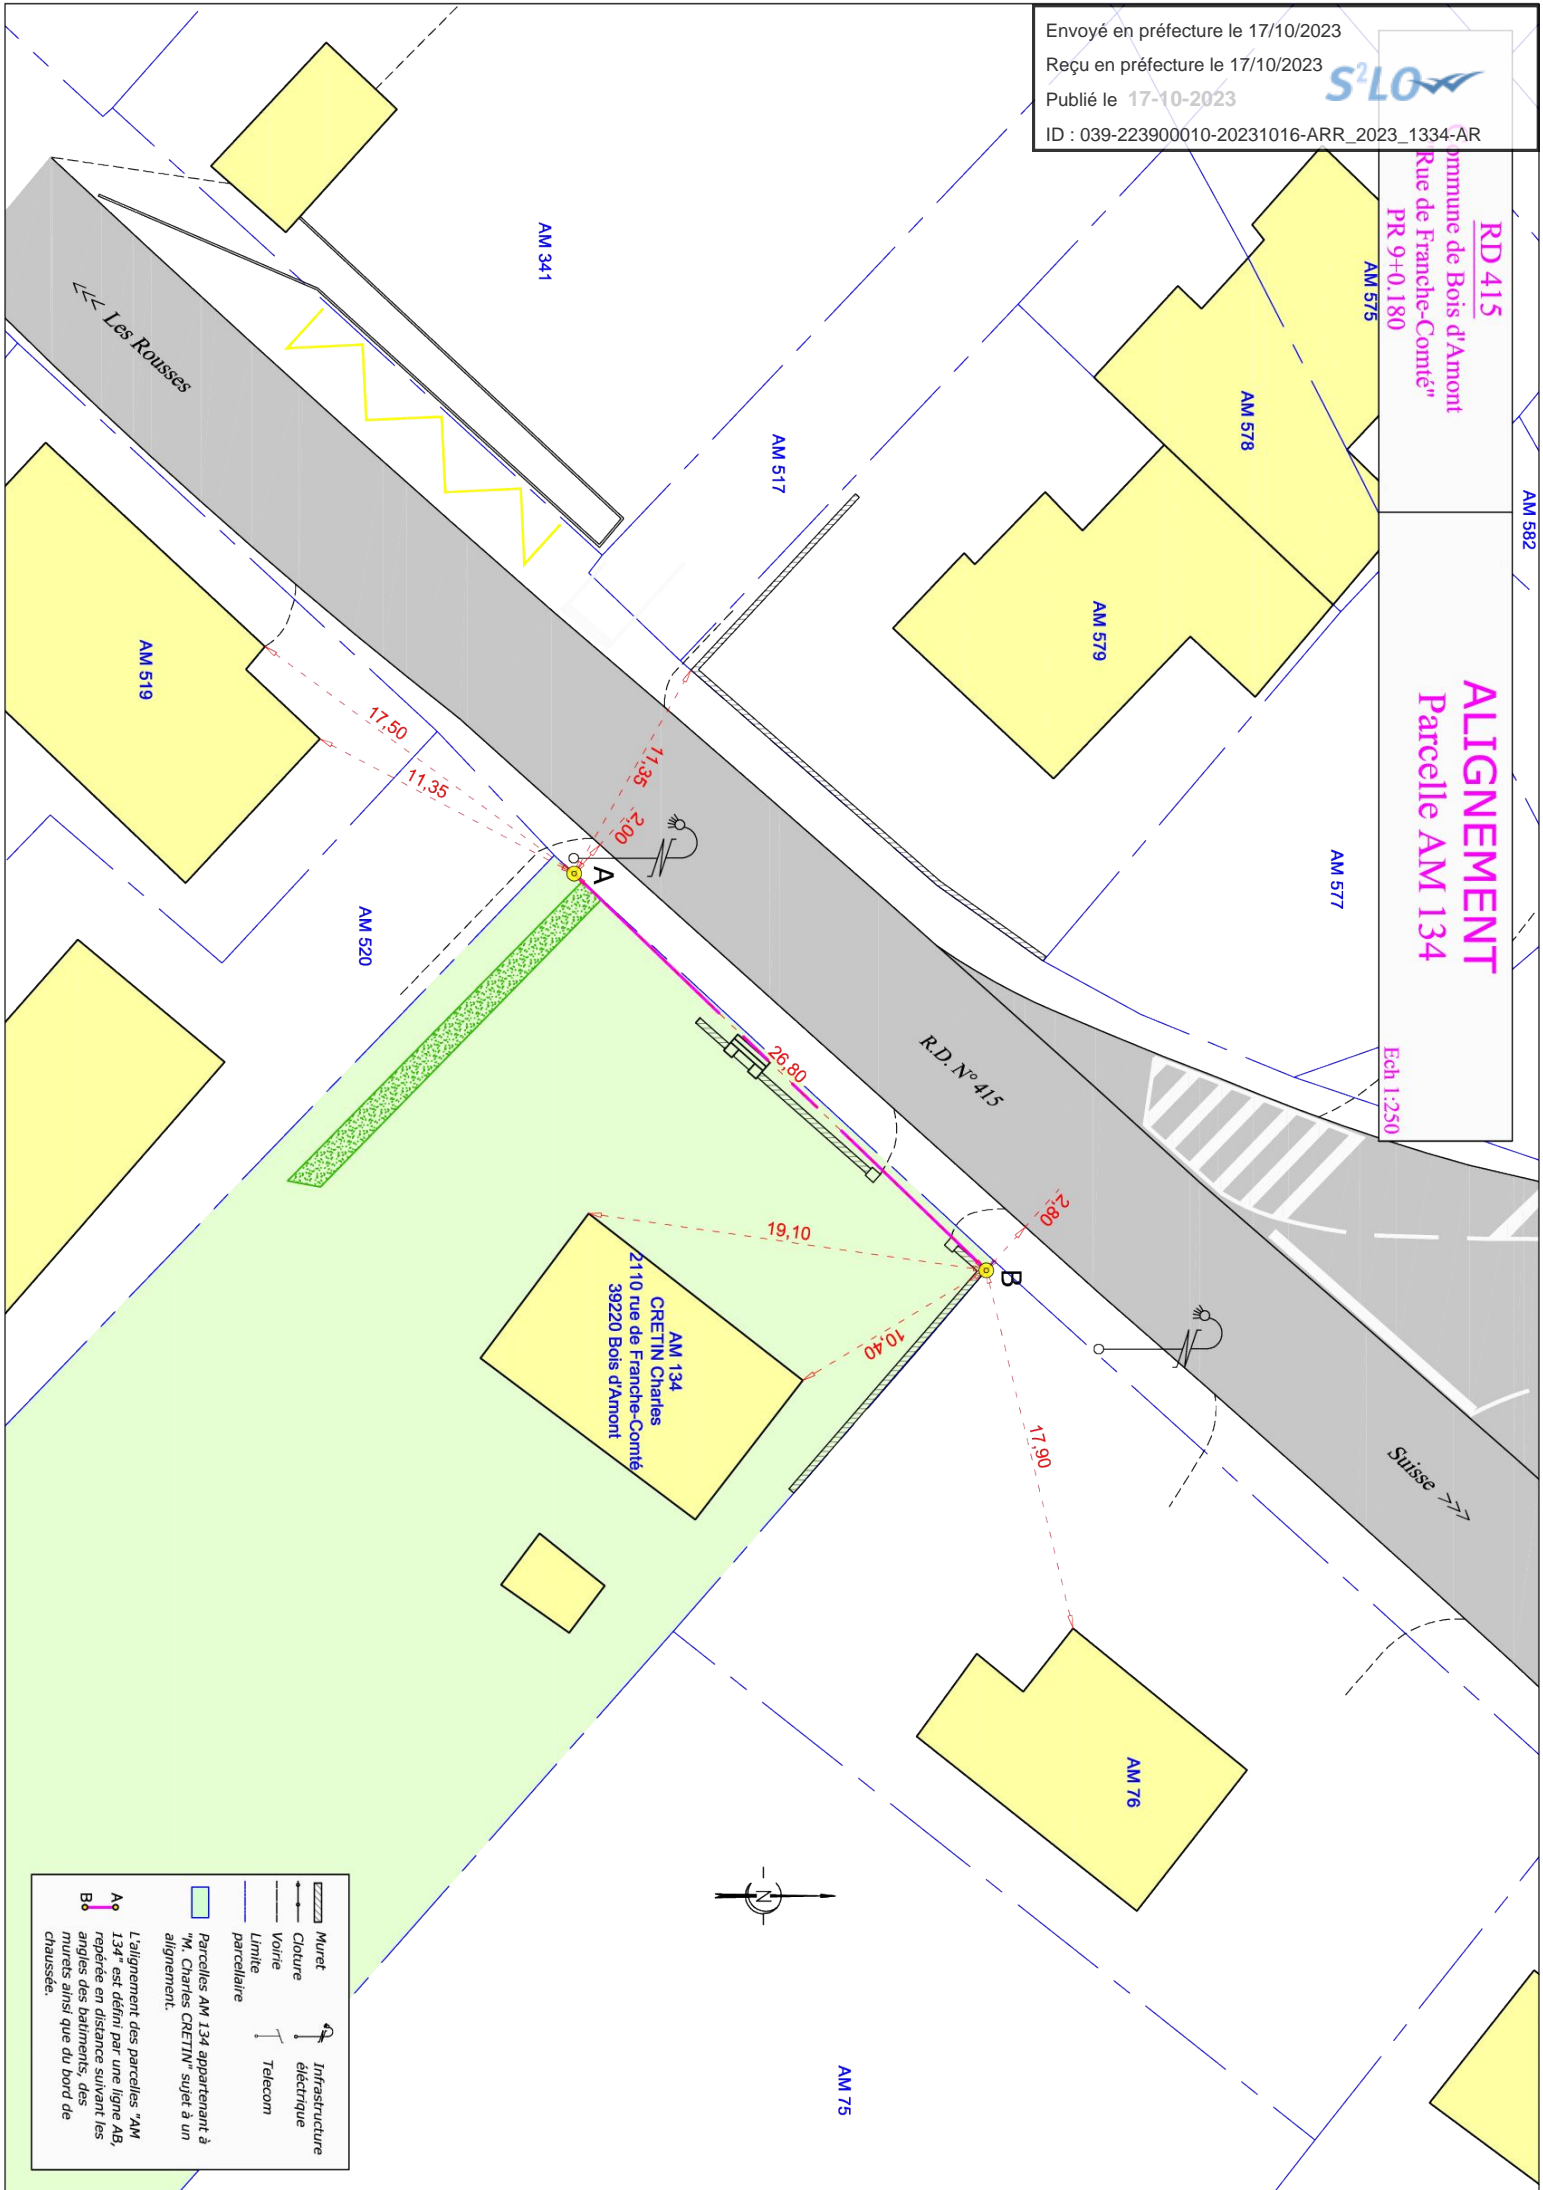 Envoyé en préfecture le 17/10/2023
Reçu en préfecture le 17/10/2023
Publié le 17-10-2023
S²LO
ID : 039-223900010-20231016-ARR_2023_1334-AR
RD 415
Commune de Bois d'Amont
"Rue de Franche-Comté"
PR 9+0.180
ALIGNEMENT
Parcelle AM 134
Ech 1:250
AM 582
AM 575
AM 578
AM 579
AM 577
AM 341
AM 517
<<< Les Rousses
R.D. N° 415
Suisse >>>
AM 519
AM 520
17,50
11,35
11,35
2,00
A
26,80
B
2,80
19,10
10,40
17,90
AM 134
CRETIN Charles
2110 rue de Franche-Comté
39220 Bois d'Amont
AM 76
AM 75
N
Muret
Cloture
Voirie
Limite
parcellaire
Infrastructure
éléctrique
Telecom
Parcelles AM 134 appartenant à
"M. Charles CRETIN" sujet à un
alignement.
A
B
L'alignement des parcelles "AM
134" est défini par une ligne AB,
repérée en distance suivant les
angles des batiments, des
murets ainsi que du bord de
chaussée.